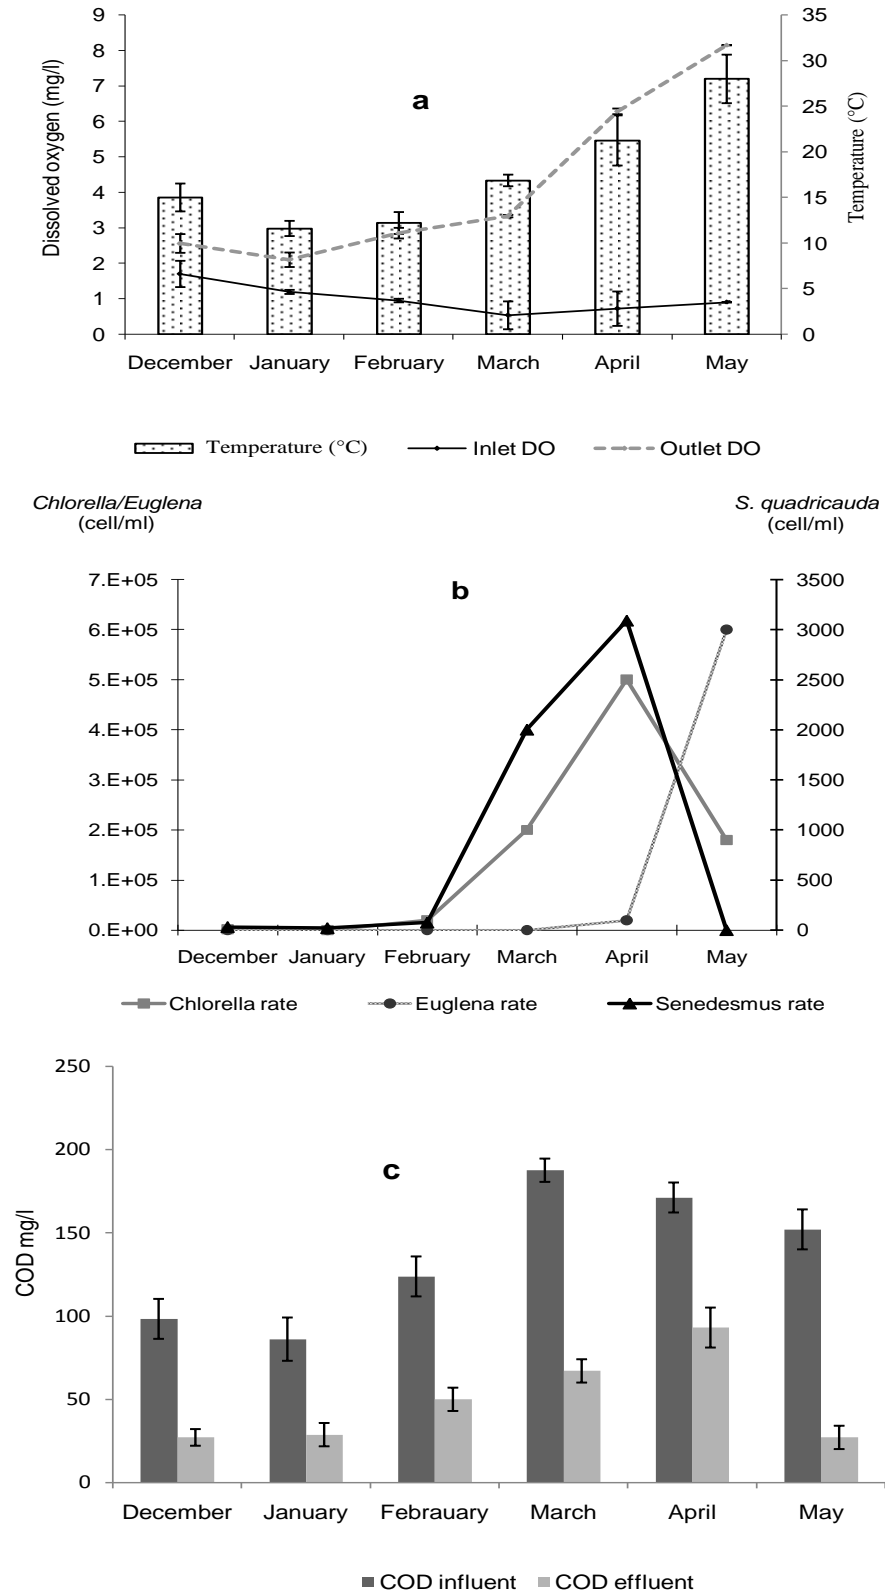 a
Dissolved oxygen (mg/l)
Temperature (°C)
9
8
7
6
5
4
3
2
1
0
35
30
25
20
15
10
5
0
December January February March April May
Temperature (°C) Inlet DO Outlet DO
Chlorella/Euglena
(cell/ml)
S. quadricauda
(cell/ml)
b
7.E+05
6.E+05
5.E+05
4.E+05
3.E+05
2.E+05
1.E+05
0.E+00
3500
3000
2500
2000
1500
1000
500
0
December January February March April May
Chlorella rate Euglena rate Senedesmus rate
c
COD mg/l
250
200
150
100
50
0
December January Febrauary March April May
COD influent COD effluent